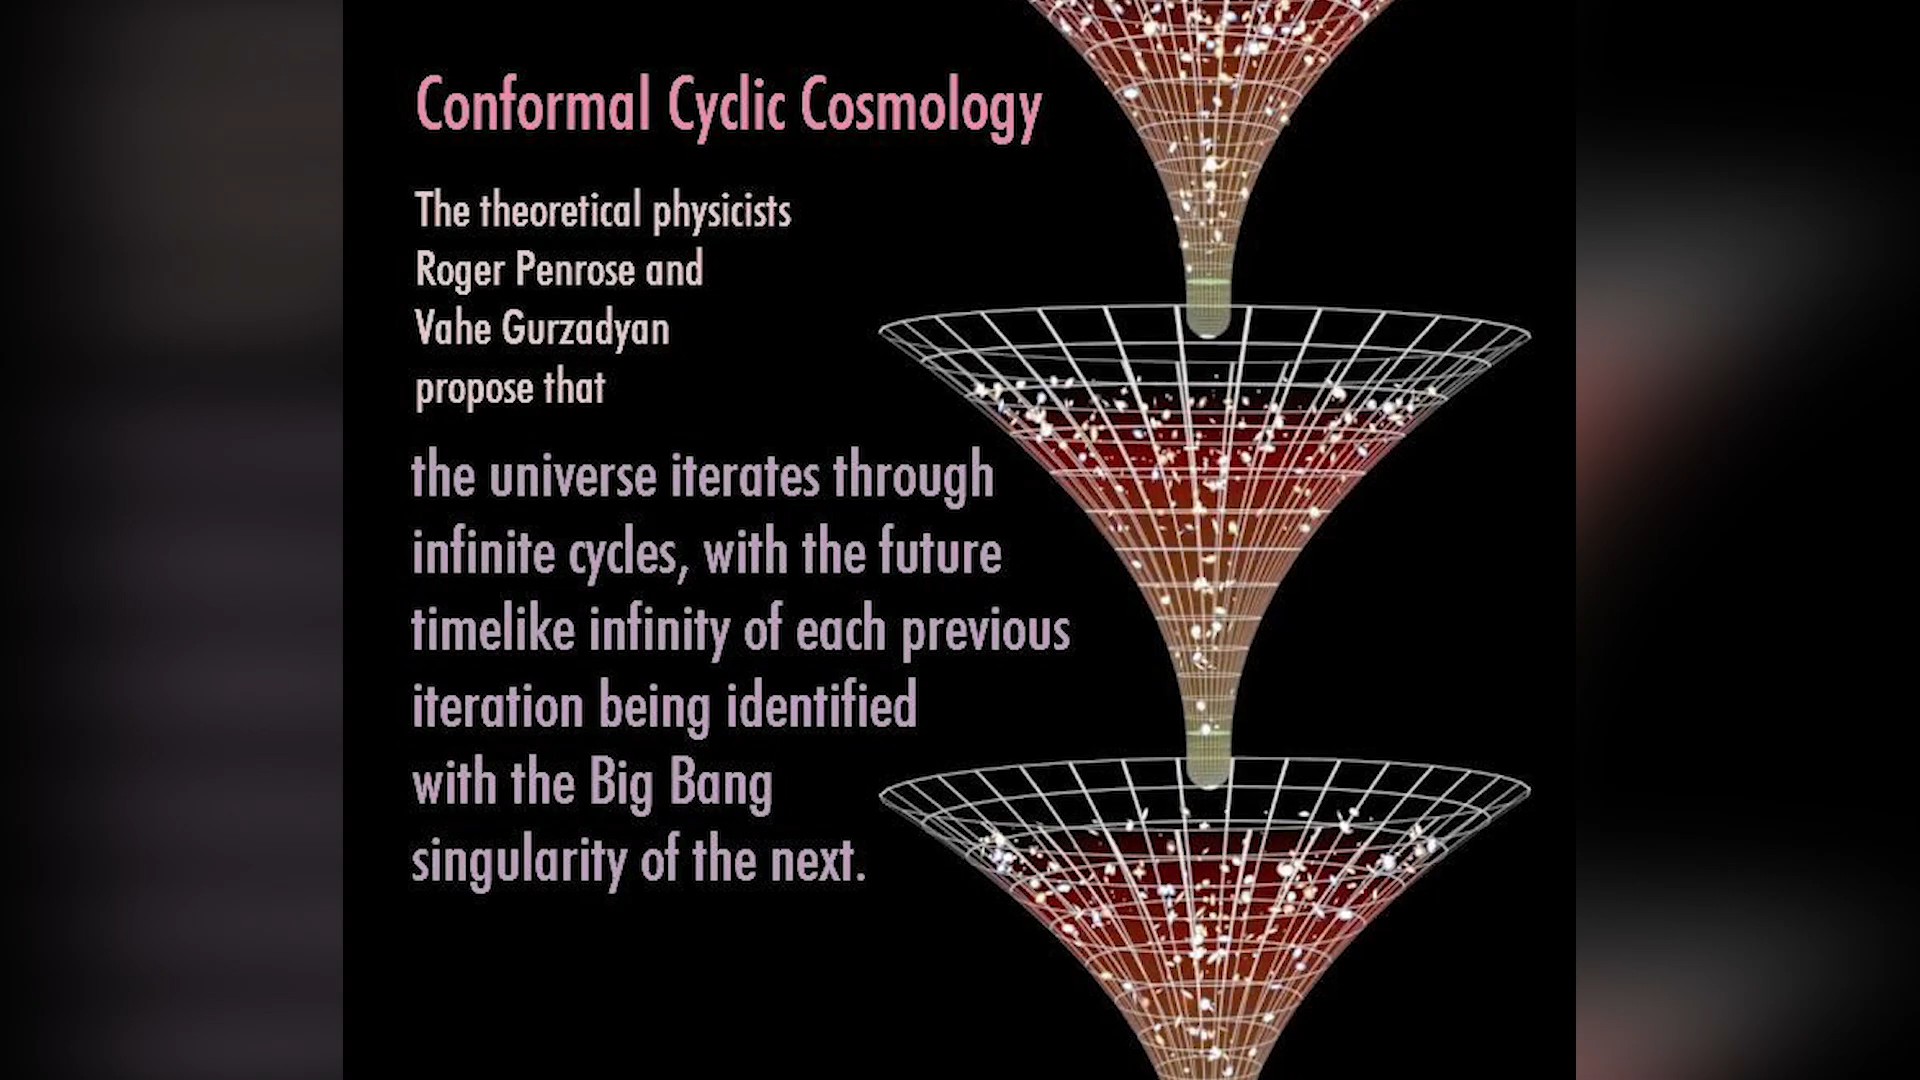 Conformal Cyclic Cosmology
The theoretical physicists
Roger Penrose and
Vahe Gurzadyan
propose that
the universe iterates through
infinite cycles, with the future
timelike infinity of each previous
iteration being identified
with the Big Bang
singularity of the next.